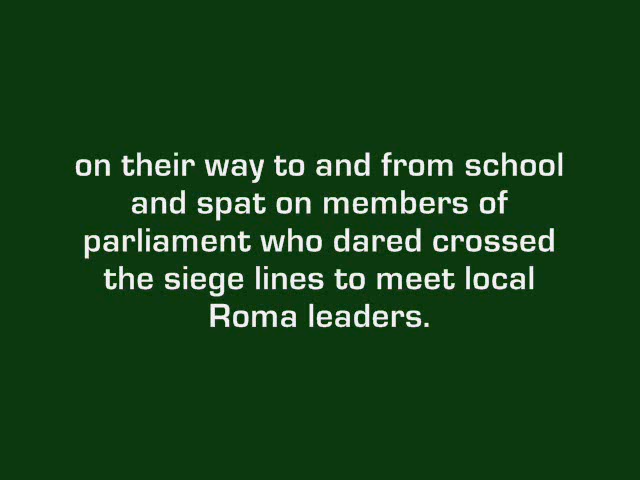 on their way to and from school
and spat on members of
parliament who dared crossed
the siege lines to meet local
Roma leaders.